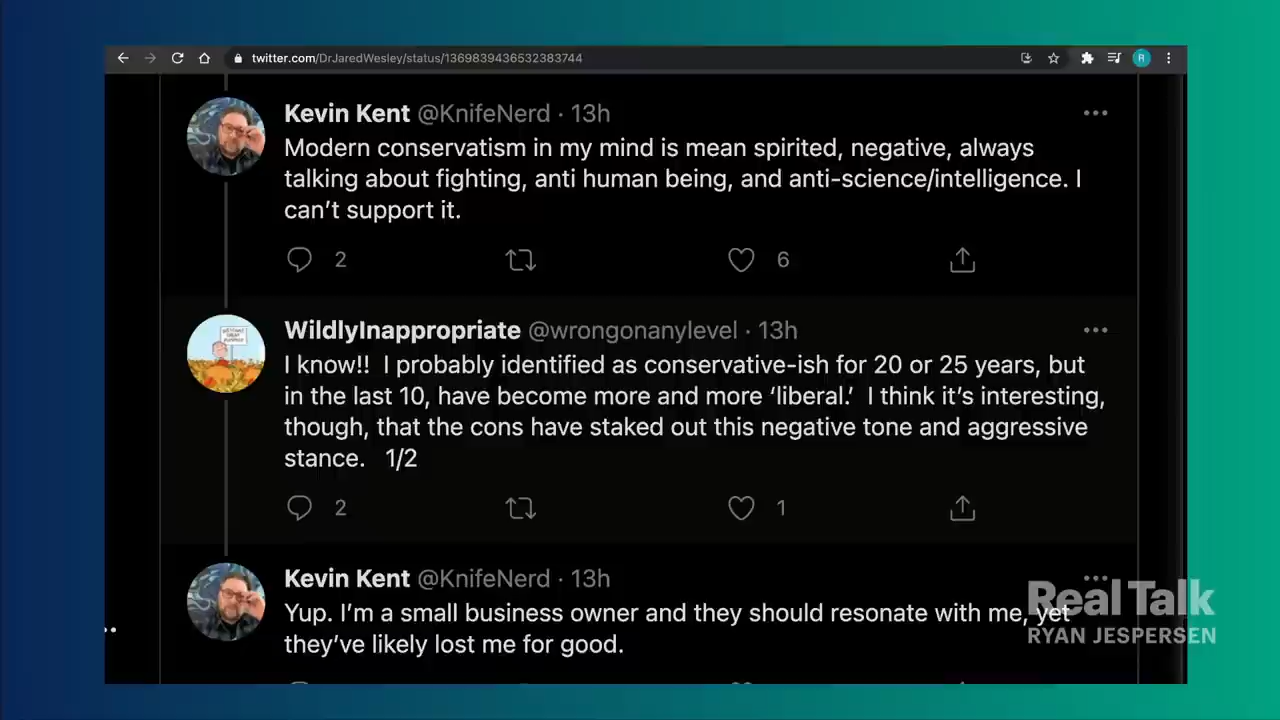 twitter.com/DrJaredWesley/status/1369839436532383744
R
Kevin Kent @KnifeNerd · 13h
Modern conservatism in my mind is mean spirited, negative, always
talking about fighting, anti human being, and anti-science/intelligence. I
can’t support it.
2
6
WildlyInappropriate @wrongonanylevel · 13h
I know!!  I probably identified as conservative-ish for 20 or 25 years, but
in the last 10, have become more and more ‘liberal.’  I think it’s interesting,
though, that the cons have staked out this negative tone and aggressive
stance.   1/2
2
1
Kevin Kent @KnifeNerd · 13h
Yup. I’m a small business owner and they should resonate with me, yet
they’ve likely lost me for good.
Real Talk
RYAN JESPERSEN